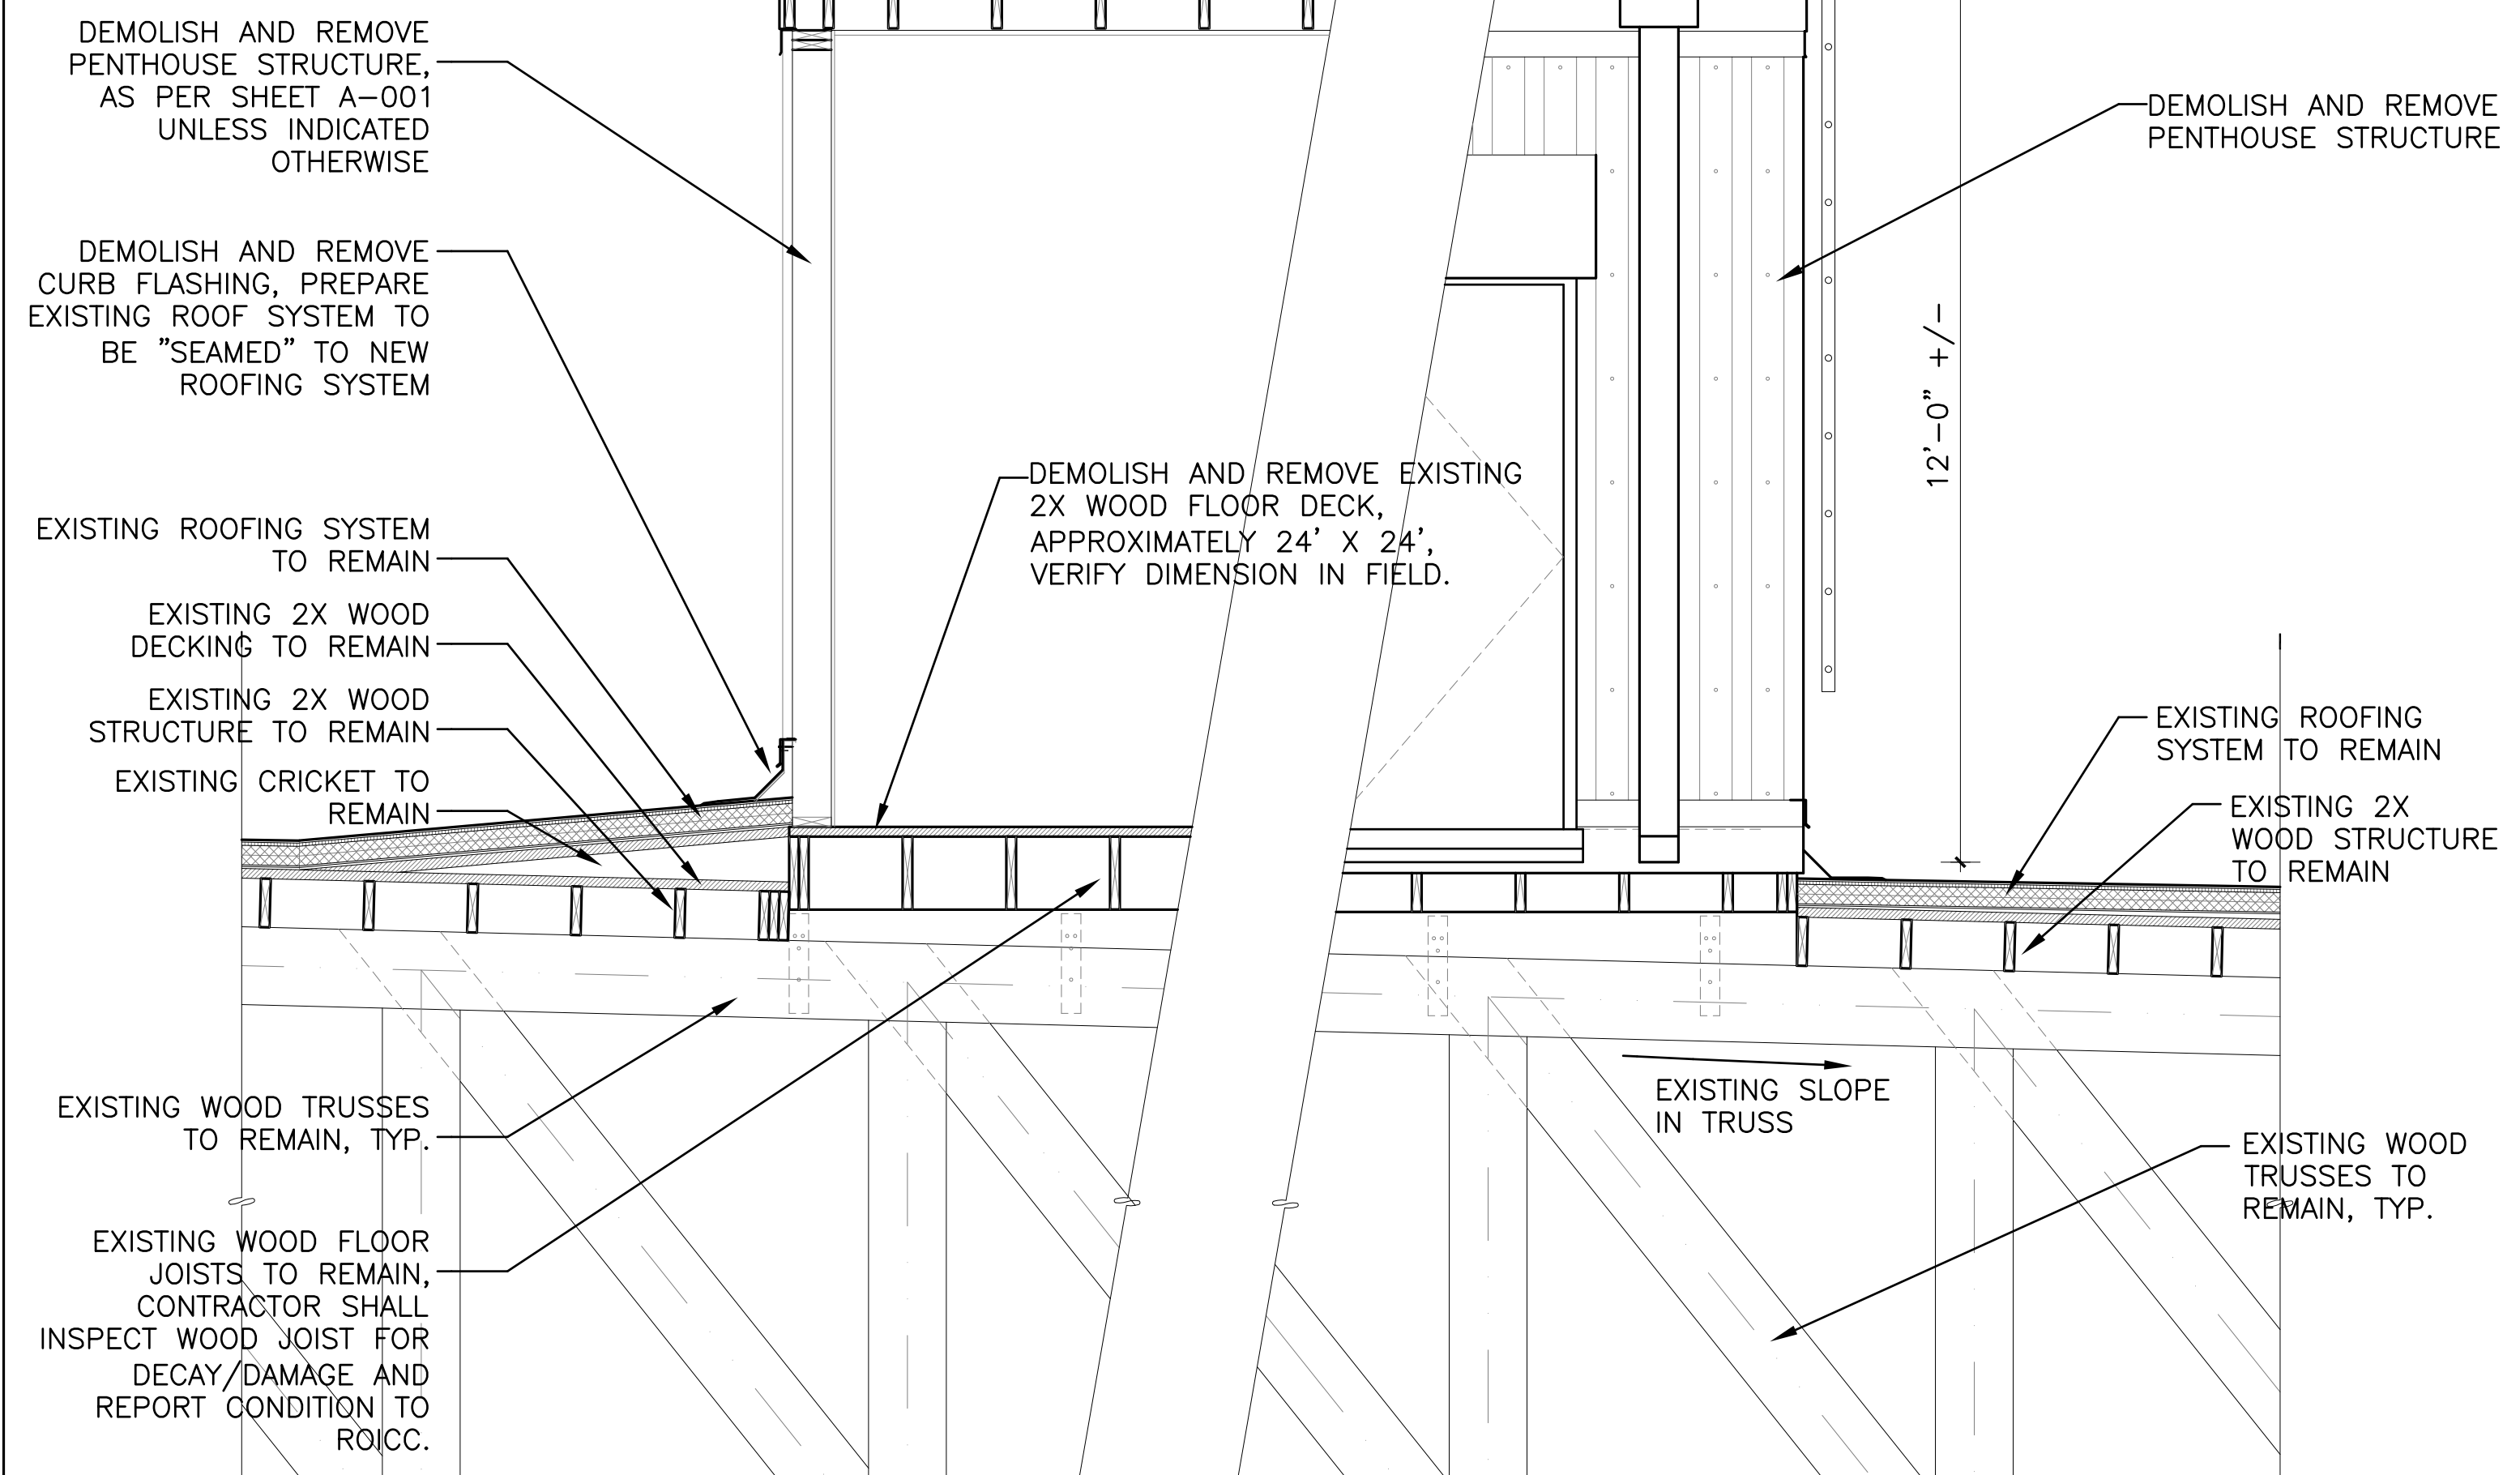 DEMOLISH AND REMOVE
PENTHOUSE STRUCTURE,
AS PER SHEET A-001
UNLESS INDICATED
OTHERWISE
DEMOLISH AND REMOVE
CURB FLASHING, PREPARE
EXISTING ROOF SYSTEM TO
BE "SEAMED" TO NEW
ROOFING SYSTEM
EXISTING ROOFING SYSTEM
TO REMAIN
EXISTING 2X WOOD
DECKING TO REMAIN
EXISTING 2X WOOD
STRUCTURE TO REMAIN
EXISTING CRICKET TO
REMAIN
EXISTING WOOD TRUSSES
TO REMAIN, TYP.
EXISTING WOOD FLOOR
JOISTS TO REMAIN,
CONTRACTOR SHALL
INSPECT WOOD JOIST FOR
DECAY/DAMAGE AND
REPORT CONDITION TO
ROICC.
DEMOLISH AND REMOVE EXISTING
2X WOOD FLOOR DECK,
APPROXIMATELY 24' X 24',
VERIFY DIMENSION IN FIELD.
EXISTING SLOPE
IN TRUSS
12'-0" +/-
DEMOLISH AND REMOVE
PENTHOUSE STRUCTURE
EXISTING ROOFING
SYSTEM TO REMAIN
EXISTING 2X
WOOD STRUCTURE
TO REMAIN
EXISTING WOOD
TRUSSES TO
REMAIN, TYP.